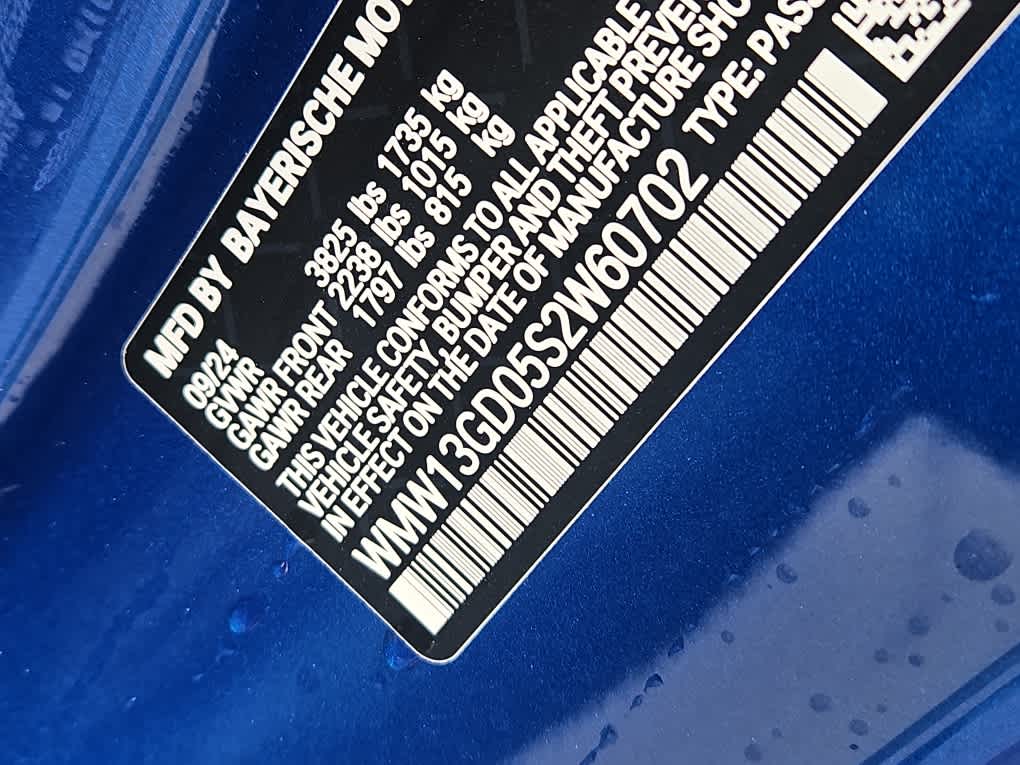 MFD BY BAYERISCHE MOT
09/24
GVWR 3825 lbs 1735 kg
GAWR FRONT 2238 lbs 1015 kg
GAWR REAR 1797 lbs 815 kg
THIS VEHICLE CONFORMS TO ALL APPLICABLE
VEHICLE SAFETY, BUMPER AND THEFT PREVEN
IN EFFECT ON THE DATE OF MANUFACTURE SHO
WMW13GD05S2W60702 TYPE: PASS